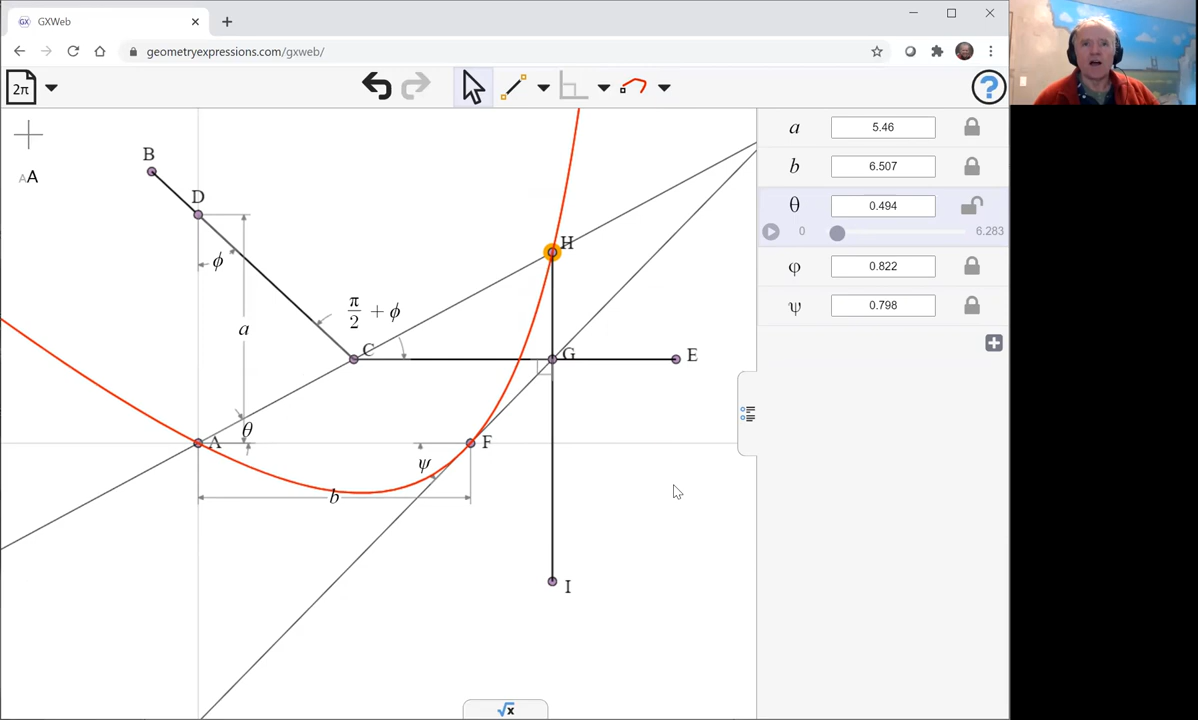 GX GXWeb
geometryexpressions.com/gxweb/
2π
?
AA
B
D
ϕ
a
π/2 + ϕ
H
C
G
E
θ
A
F
ψ
b
I
a 5.46
b 6.507
θ 0.494
0 6.283
φ 0.822
ψ 0.798
√x